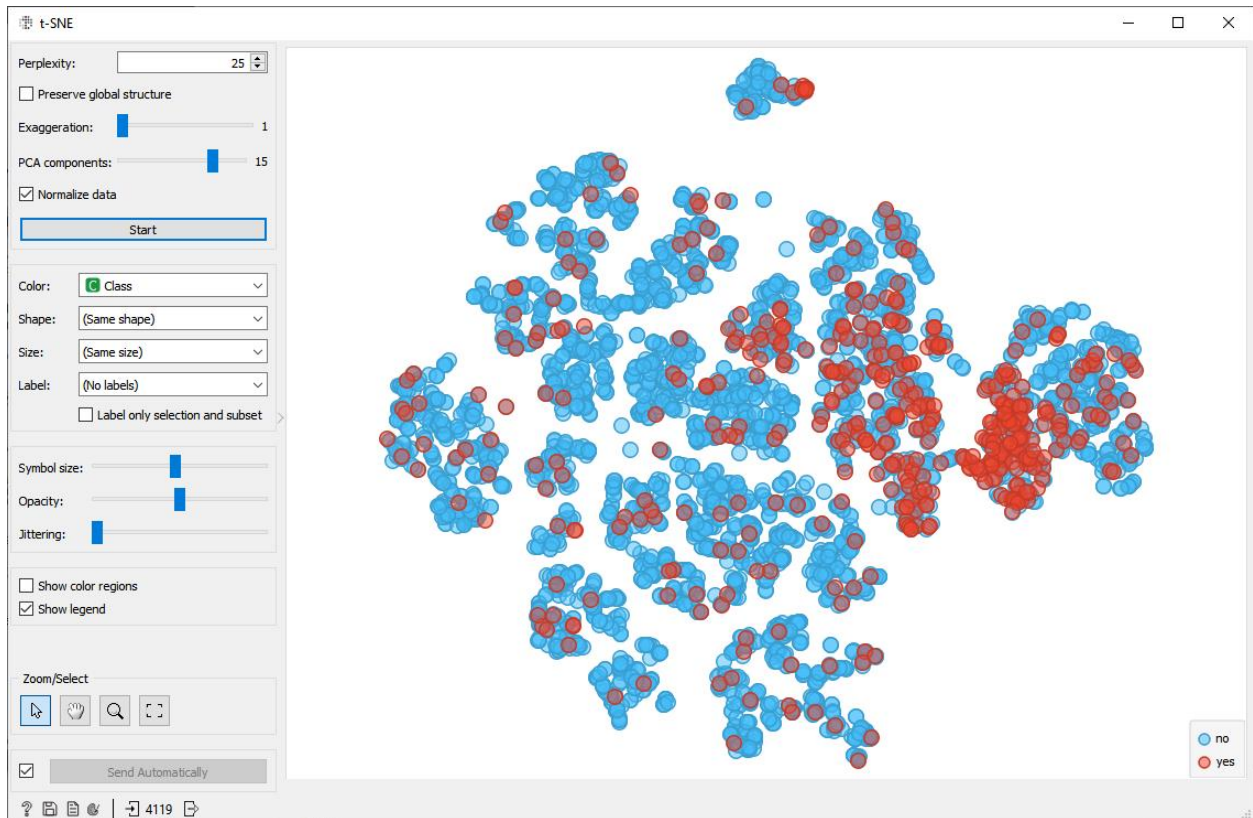 t-SNE
Perplexity: 25
Preserve global structure
Exaggeration: 1
PCA components: 15
Normalize data
Start
Color: C Class
Shape: (Same shape)
Size: (Same size)
Label: (No labels)
Label only selection and subset
Symbol size:
Opacity:
Jittering:
Show color regions
Show legend
Zoom/Select
no
yes
Send Automatically
? 4119